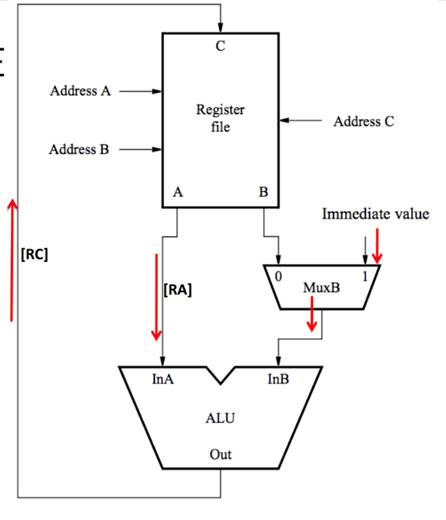 C
Address A
Register
file
Address C
Address B
A
B
Immediate value
[RC]
[RA]
0
1
MuxB
InA
InB
ALU
Out